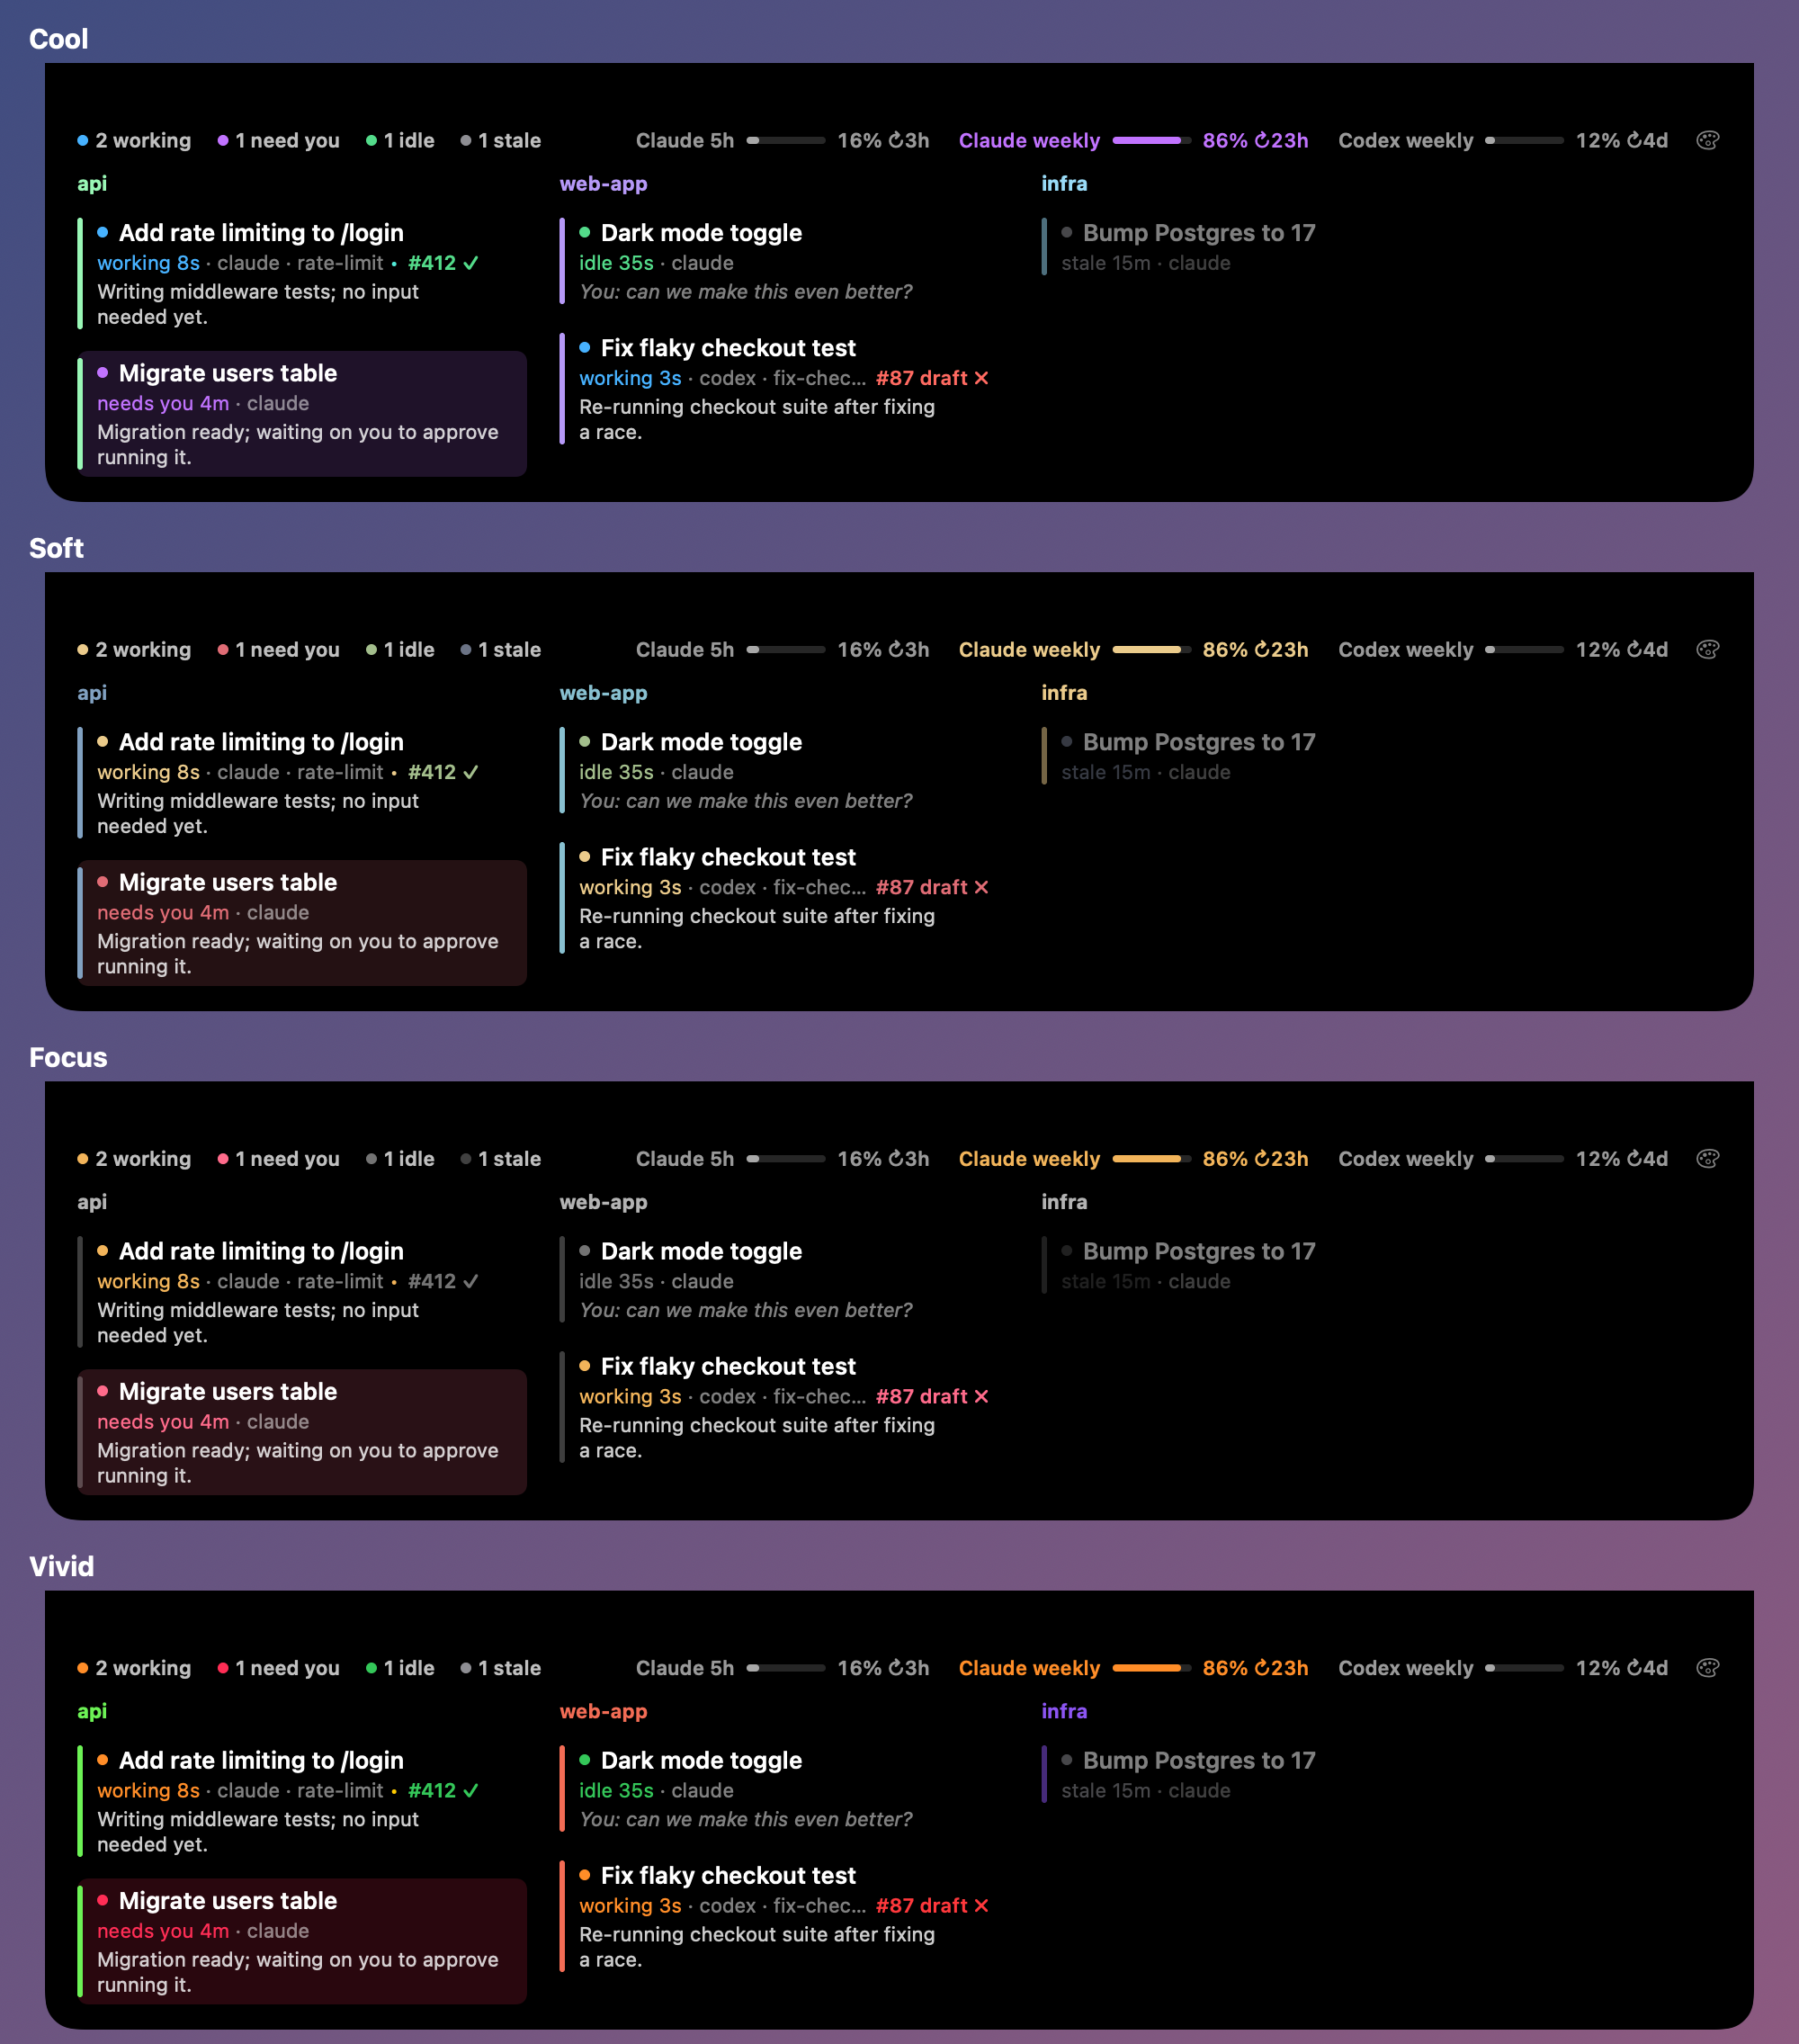 Cool
2 working 1 need you 1 idle 1 stale Claude 5h 16% ↻3h Claude weekly 86% ↻23h Codex weekly 12% ↻4d
api
Add rate limiting to /login
working 8s · claude · rate-limit • #412 ✓
Writing middleware tests; no input
needed yet.
Migrate users table
needs you 4m · claude
Migration ready; waiting on you to approve
running it.
web-app
Dark mode toggle
idle 35s · claude
You: can we make this even better?
Fix flaky checkout test
working 3s · codex · fix-chec... #87 draft ✕
Re-running checkout suite after fixing
a race.
infra
Bump Postgres to 17
stale 15m · claude
Soft
2 working 1 need you 1 idle 1 stale Claude 5h 16% ↻3h Claude weekly 86% ↻23h Codex weekly 12% ↻4d
api
Add rate limiting to /login
working 8s · claude · rate-limit • #412 ✓
Writing middleware tests; no input
needed yet.
Migrate users table
needs you 4m · claude
Migration ready; waiting on you to approve
running it.
web-app
Dark mode toggle
idle 35s · claude
You: can we make this even better?
Fix flaky checkout test
working 3s · codex · fix-chec... #87 draft ✕
Re-running checkout suite after fixing
a race.
infra
Bump Postgres to 17
stale 15m · claude
Focus
2 working 1 need you 1 idle 1 stale Claude 5h 16% ↻3h Claude weekly 86% ↻23h Codex weekly 12% ↻4d
api
Add rate limiting to /login
working 8s · claude · rate-limit • #412 ✓
Writing middleware tests; no input
needed yet.
Migrate users table
needs you 4m · claude
Migration ready; waiting on you to approve
running it.
web-app
Dark mode toggle
idle 35s · claude
You: can we make this even better?
Fix flaky checkout test
working 3s · codex · fix-chec... #87 draft ✕
Re-running checkout suite after fixing
a race.
infra
Bump Postgres to 17
stale 15m · claude
Vivid
2 working 1 need you 1 idle 1 stale Claude 5h 16% ↻3h Claude weekly 86% ↻23h Codex weekly 12% ↻4d
api
Add rate limiting to /login
working 8s · claude · rate-limit • #412 ✓
Writing middleware tests; no input
needed yet.
Migrate users table
needs you 4m · claude
Migration ready; waiting on you to approve
running it.
web-app
Dark mode toggle
idle 35s · claude
You: can we make this even better?
Fix flaky checkout test
working 3s · codex · fix-chec... #87 draft ✕
Re-running checkout suite after fixing
a race.
infra
Bump Postgres to 17
stale 15m · claude